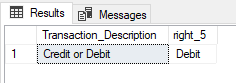 Results Messages
Transaction_Description right_5
1 Credit or Debit Debit